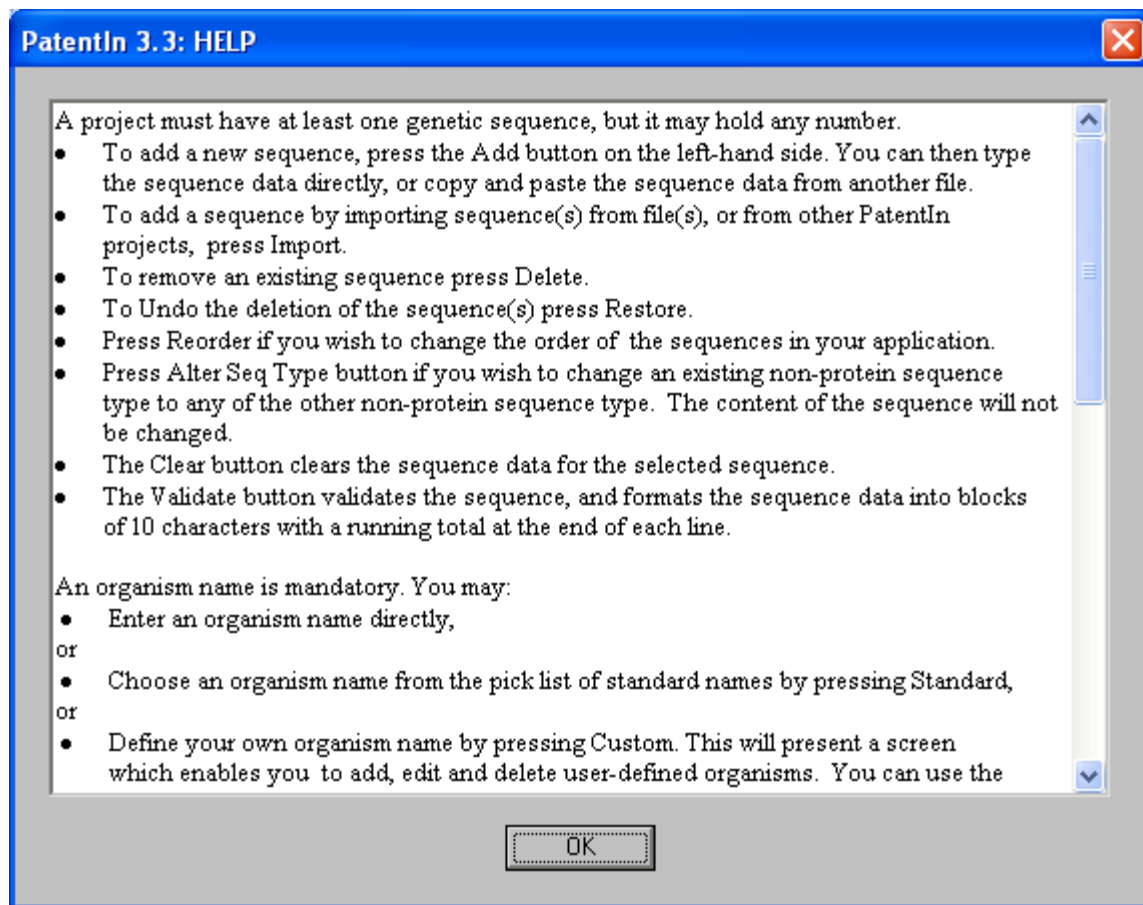 PatentIn 3.3: HELP
A project must have at least one genetic sequence, but it may hold any number.
● To add a new sequence, press the Add button on the left-hand side. You can then type
the sequence data directly, or copy and paste the sequence data from another file.
● To add a sequence by importing sequence(s) from file(s), or from other PatentIn
projects, press Import.
● To remove an existing sequence press Delete.
● To Undo the deletion of the sequence(s) press Restore.
● Press Reorder if you wish to change the order of the sequences in your application.
● Press Alter Seq Type button if you wish to change an existing non-protein sequence
type to any of the other non-protein sequence type. The content of the sequence will not
be changed.
● The Clear button clears the sequence data for the selected sequence.
● The Validate button validates the sequence, and formats the sequence data into blocks
of 10 characters with a running total at the end of each line.
An organism name is mandatory. You may:
● Enter an organism name directly,
or
● Choose an organism name from the pick list of standard names by pressing Standard,
or
● Define your own organism name by pressing Custom. This will present a screen
which enables you to add, edit and delete user-defined organisms. You can use the
OK